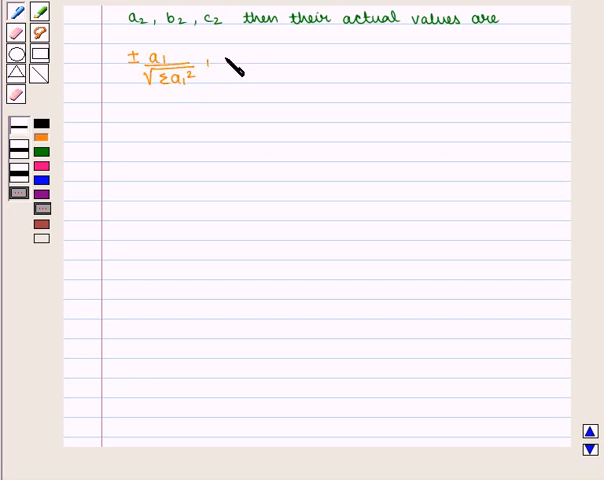 a₂, b₂, c₂ then their actual values are
± a₁/√Σa₁² ,